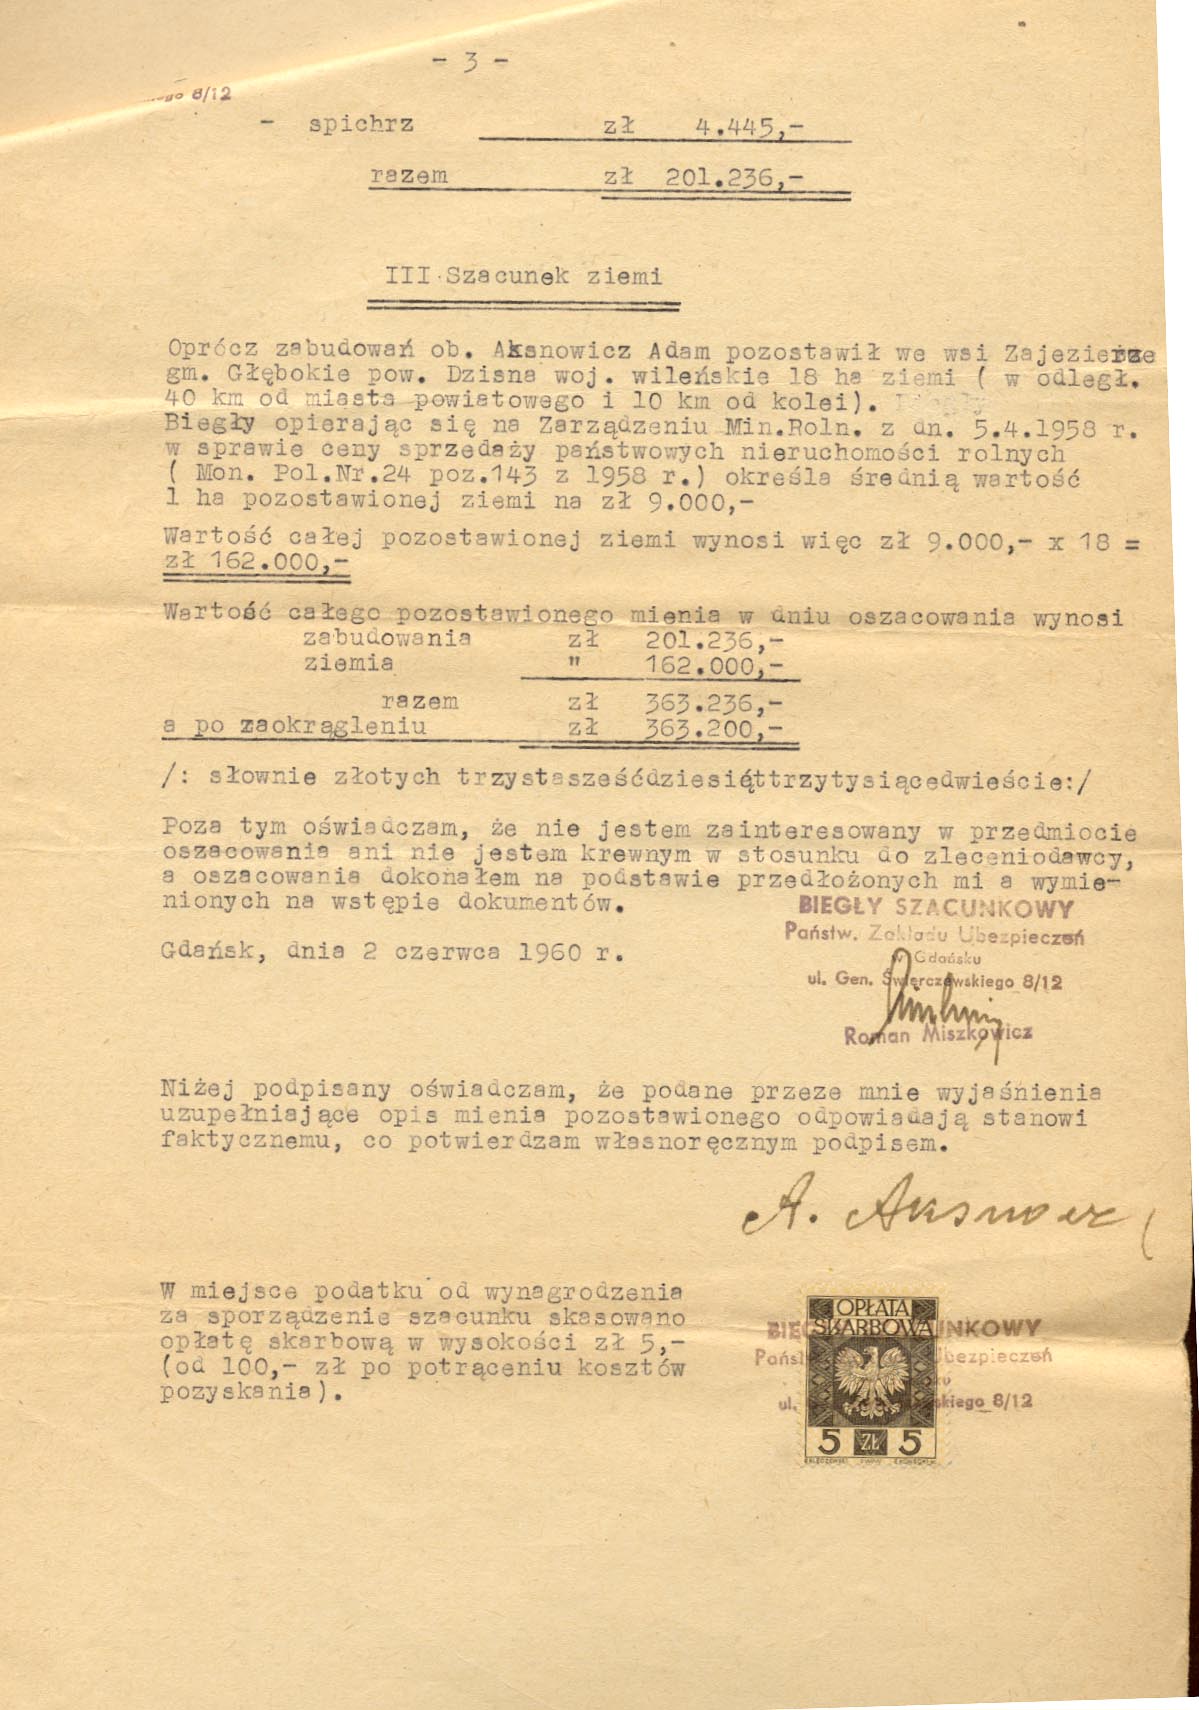 - 3 -
8/12
- spichrz zł 4.445,-
razem zł 201.236,-
III Szacunek ziemi
Oprócz zabudowań ob. Aksnowicz Adam pozostawił we wsi Zajezierze
gm. Głębokie pow. Dzisna woj. wileńskie 18 ha ziemi ( w odległ.
40 km od miasta powiatowego i 10 km od kolei).
Biegły opierając się na Zarządzeniu Min.Roln. z dn. 5.4.1958 r.
w sprawie ceny sprzedaży państwowych nieruchomości rolnych
( Mon. Pol.Nr.24 poz.143 z 1958 r.) określa średnią wartość
1 ha pozostawionej ziemi na zł 9.000,-
Wartość całej pozostawionej ziemi wynosi więc zł 9.000,- x 18 =
zł 162.000,-
Wartość całego pozostawionego mienia w dniu oszacowania wynosi
zabudowania zł 201.236,-
ziemia " 162.000,-
razem zł 363.236,-
a po zaokrągleniu zł 363.200,-
/: słownie złotych trzystasześćdziesiąttrzytysiącedwieście:/
Poza tym oświadczam, że nie jestem zainteresowany w przedmiocie
oszacowania ani nie jestem krewnym w stosunku do zleceniodawcy,
a oszacowania dokonałem na podstawie przedłożonych mi a wymie-
nionych na wstępie dokumentów.
BIEGŁY SZACUNKOWY
Państw. Zakładu Ubezpieczeń
w Gdańsku
ul. Gen. Świerczewskiego 8/12
Roman Miszkowicz
Gdańsk, dnia 2 czerwca 1960 r.
Niżej podpisany oświadczam, że podane przeze mnie wyjaśnienia
uzupełniające opis mienia pozostawionego odpowiadają stanowi
faktycznemu, co potwierdzam własnoręcznym podpisem.
A. Aksnowicz
W miejsce podatku od wynagrodzenia
za sporządzenie szacunku skasowano
opłatę skarbową w wysokości zł 5,-
(od 100,- zł po potrąceniu kosztów
pozyskania).
OPŁATA
SKARBOWA
5 ZŁ 5
BIEG UNKOWY
Państ Ubezpieczeń
ul. skiego 8/12